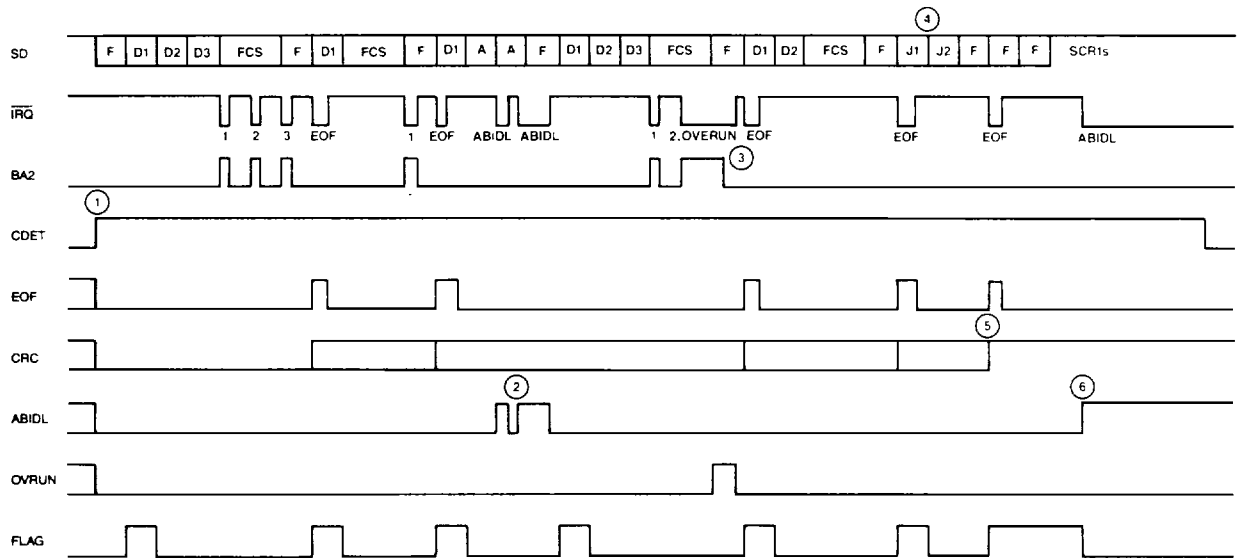 4
SD F D1 D2 D3 FCS F D1 FCS F D1 A A F D1 D2 D3 FCS F D1 D2 FCS F J1 J2 F F F SCR1s
IRQ
1 2 3 EOF 1 EOF ABIDL ABIDL 1 2.OVERUN EOF EOF EOF ABIDL
BA2 3
1
CDET
EOF
5
CRC
2 6
ABIDL
OVRUN
FLAG